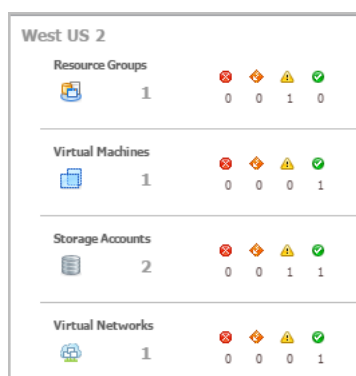 West US 2
Resource Groups
1
0 0 1 0
Virtual Machines
1
0 0 0 1
Storage Accounts
2
0 0 1 1
Virtual Networks
1
0 0 0 1